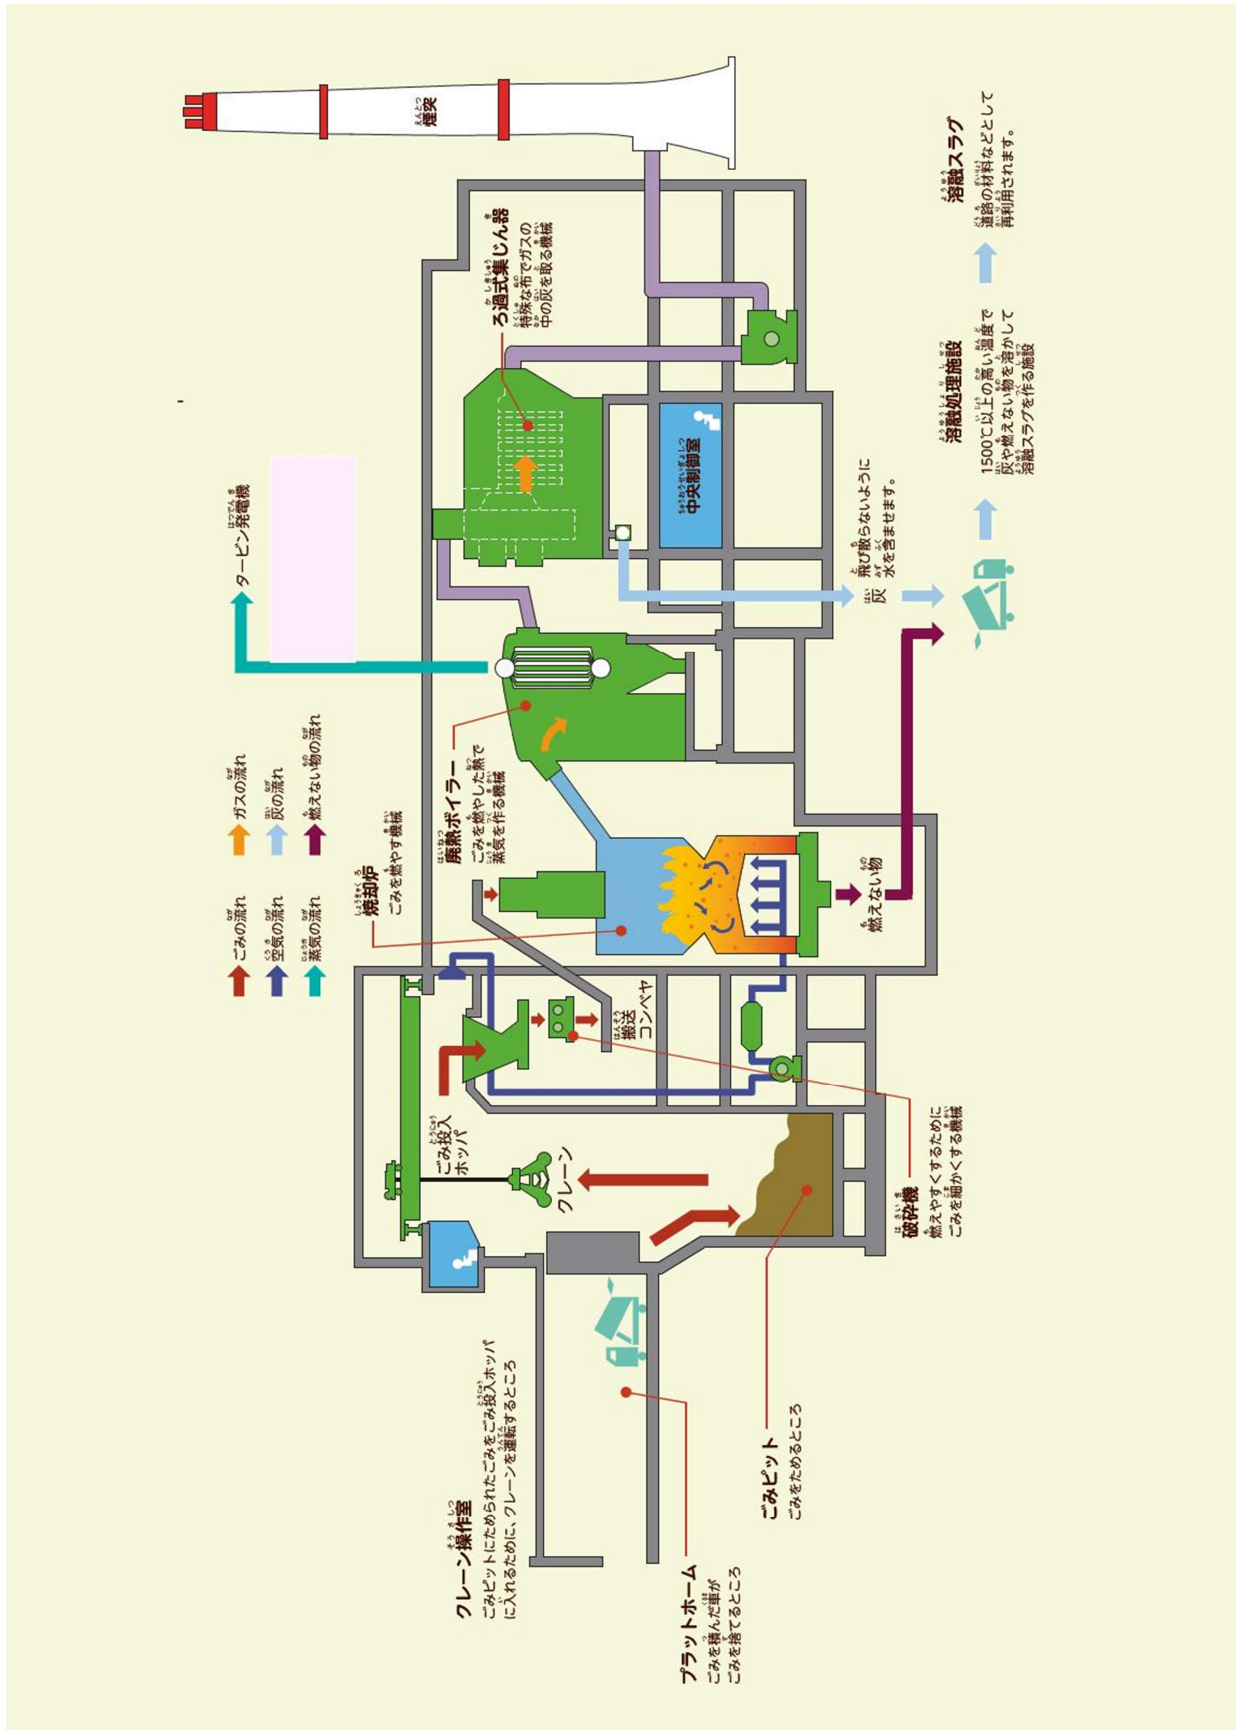 煙突
ろ過式集じん器
特殊な布でガスの
中の灰を取る機械
タービン発電機
中央制御室
ごみの流れ
空気の流れ
蒸気の流れ
ガスの流れ
灰の流れ
燃えない物の流れ
焼却炉
ごみを燃やす機械
廃熱ボイラー
ごみを燃やした熱で
蒸気を作る機械
クレーン操作室
ごみピットにためられたごみをごみ投入ホッパ
に入れるために、クレーンを運転するところ
ごみ投入
ホッパ
クレーン
搬送
コンベヤ
プラットホーム
ごみを積んだ車が
ごみを捨てるところ
ごみピット
ごみをためるところ
破砕機
燃えやすくするために
ごみを細かくする機械
燃えない物
灰
飛び散らないように
水を含ませます。
溶融処理施設
1500℃以上の高い温度で
灰や燃えない物を溶かして
溶融スラグを作る施設
溶融スラグ
道路の材料などとして
再利用されます。